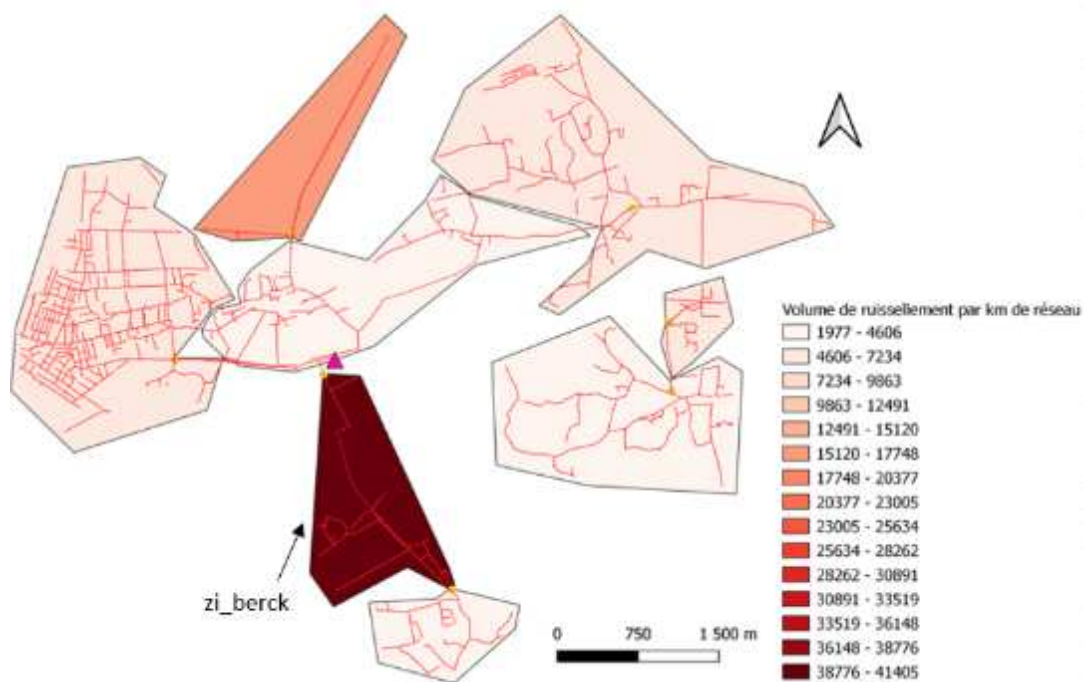 Volume de ruissellement par km de réseau
1977 - 4606
4606 - 7234
7234 - 9863
9863 - 12491
12491 - 15120
15120 - 17748
17748 - 20377
20377 - 23005
23005 - 25634
25634 - 28262
28262 - 30891
30891 - 33519
33519 - 36148
36148 - 38776
38776 - 41405
zi_berck
0 750 1 500 m